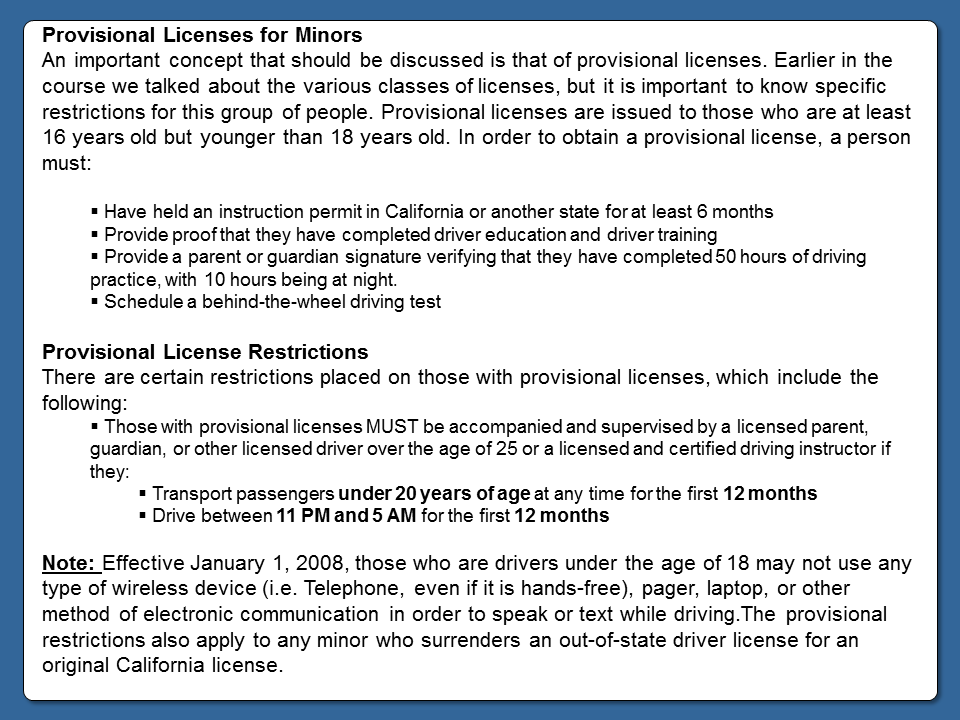 Provisional Licenses for Minors
An important concept that should be discussed is that of provisional licenses. Earlier in the
course we talked about the various classes of licenses, but it is important to know specific
restrictions for this group of people. Provisional licenses are issued to those who are at least
16 years old but younger than 18 years old. In order to obtain a provisional license, a person
must:
▪ Have held an instruction permit in California or another state for at least 6 months
▪ Provide proof that they have completed driver education and driver training
▪ Provide a parent or guardian signature verifying that they have completed 50 hours of driving
practice, with 10 hours being at night.
▪ Schedule a behind-the-wheel driving test
Provisional License Restrictions
There are certain restrictions placed on those with provisional licenses, which include the
following:
▪ Those with provisional licenses MUST be accompanied and supervised by a licensed parent,
guardian, or other licensed driver over the age of 25 or a licensed and certified driving instructor if
they:
▪ Transport passengers under 20 years of age at any time for the first 12 months
▪ Drive between 11 PM and 5 AM for the first 12 months
Note: Effective January 1, 2008, those who are drivers under the age of 18 may not use any
type of wireless device (i.e. Telephone, even if it is hands-free), pager, laptop, or other
method of electronic communication in order to speak or text while driving.The provisional
restrictions also apply to any minor who surrenders an out-of-state driver license for an
original California license.